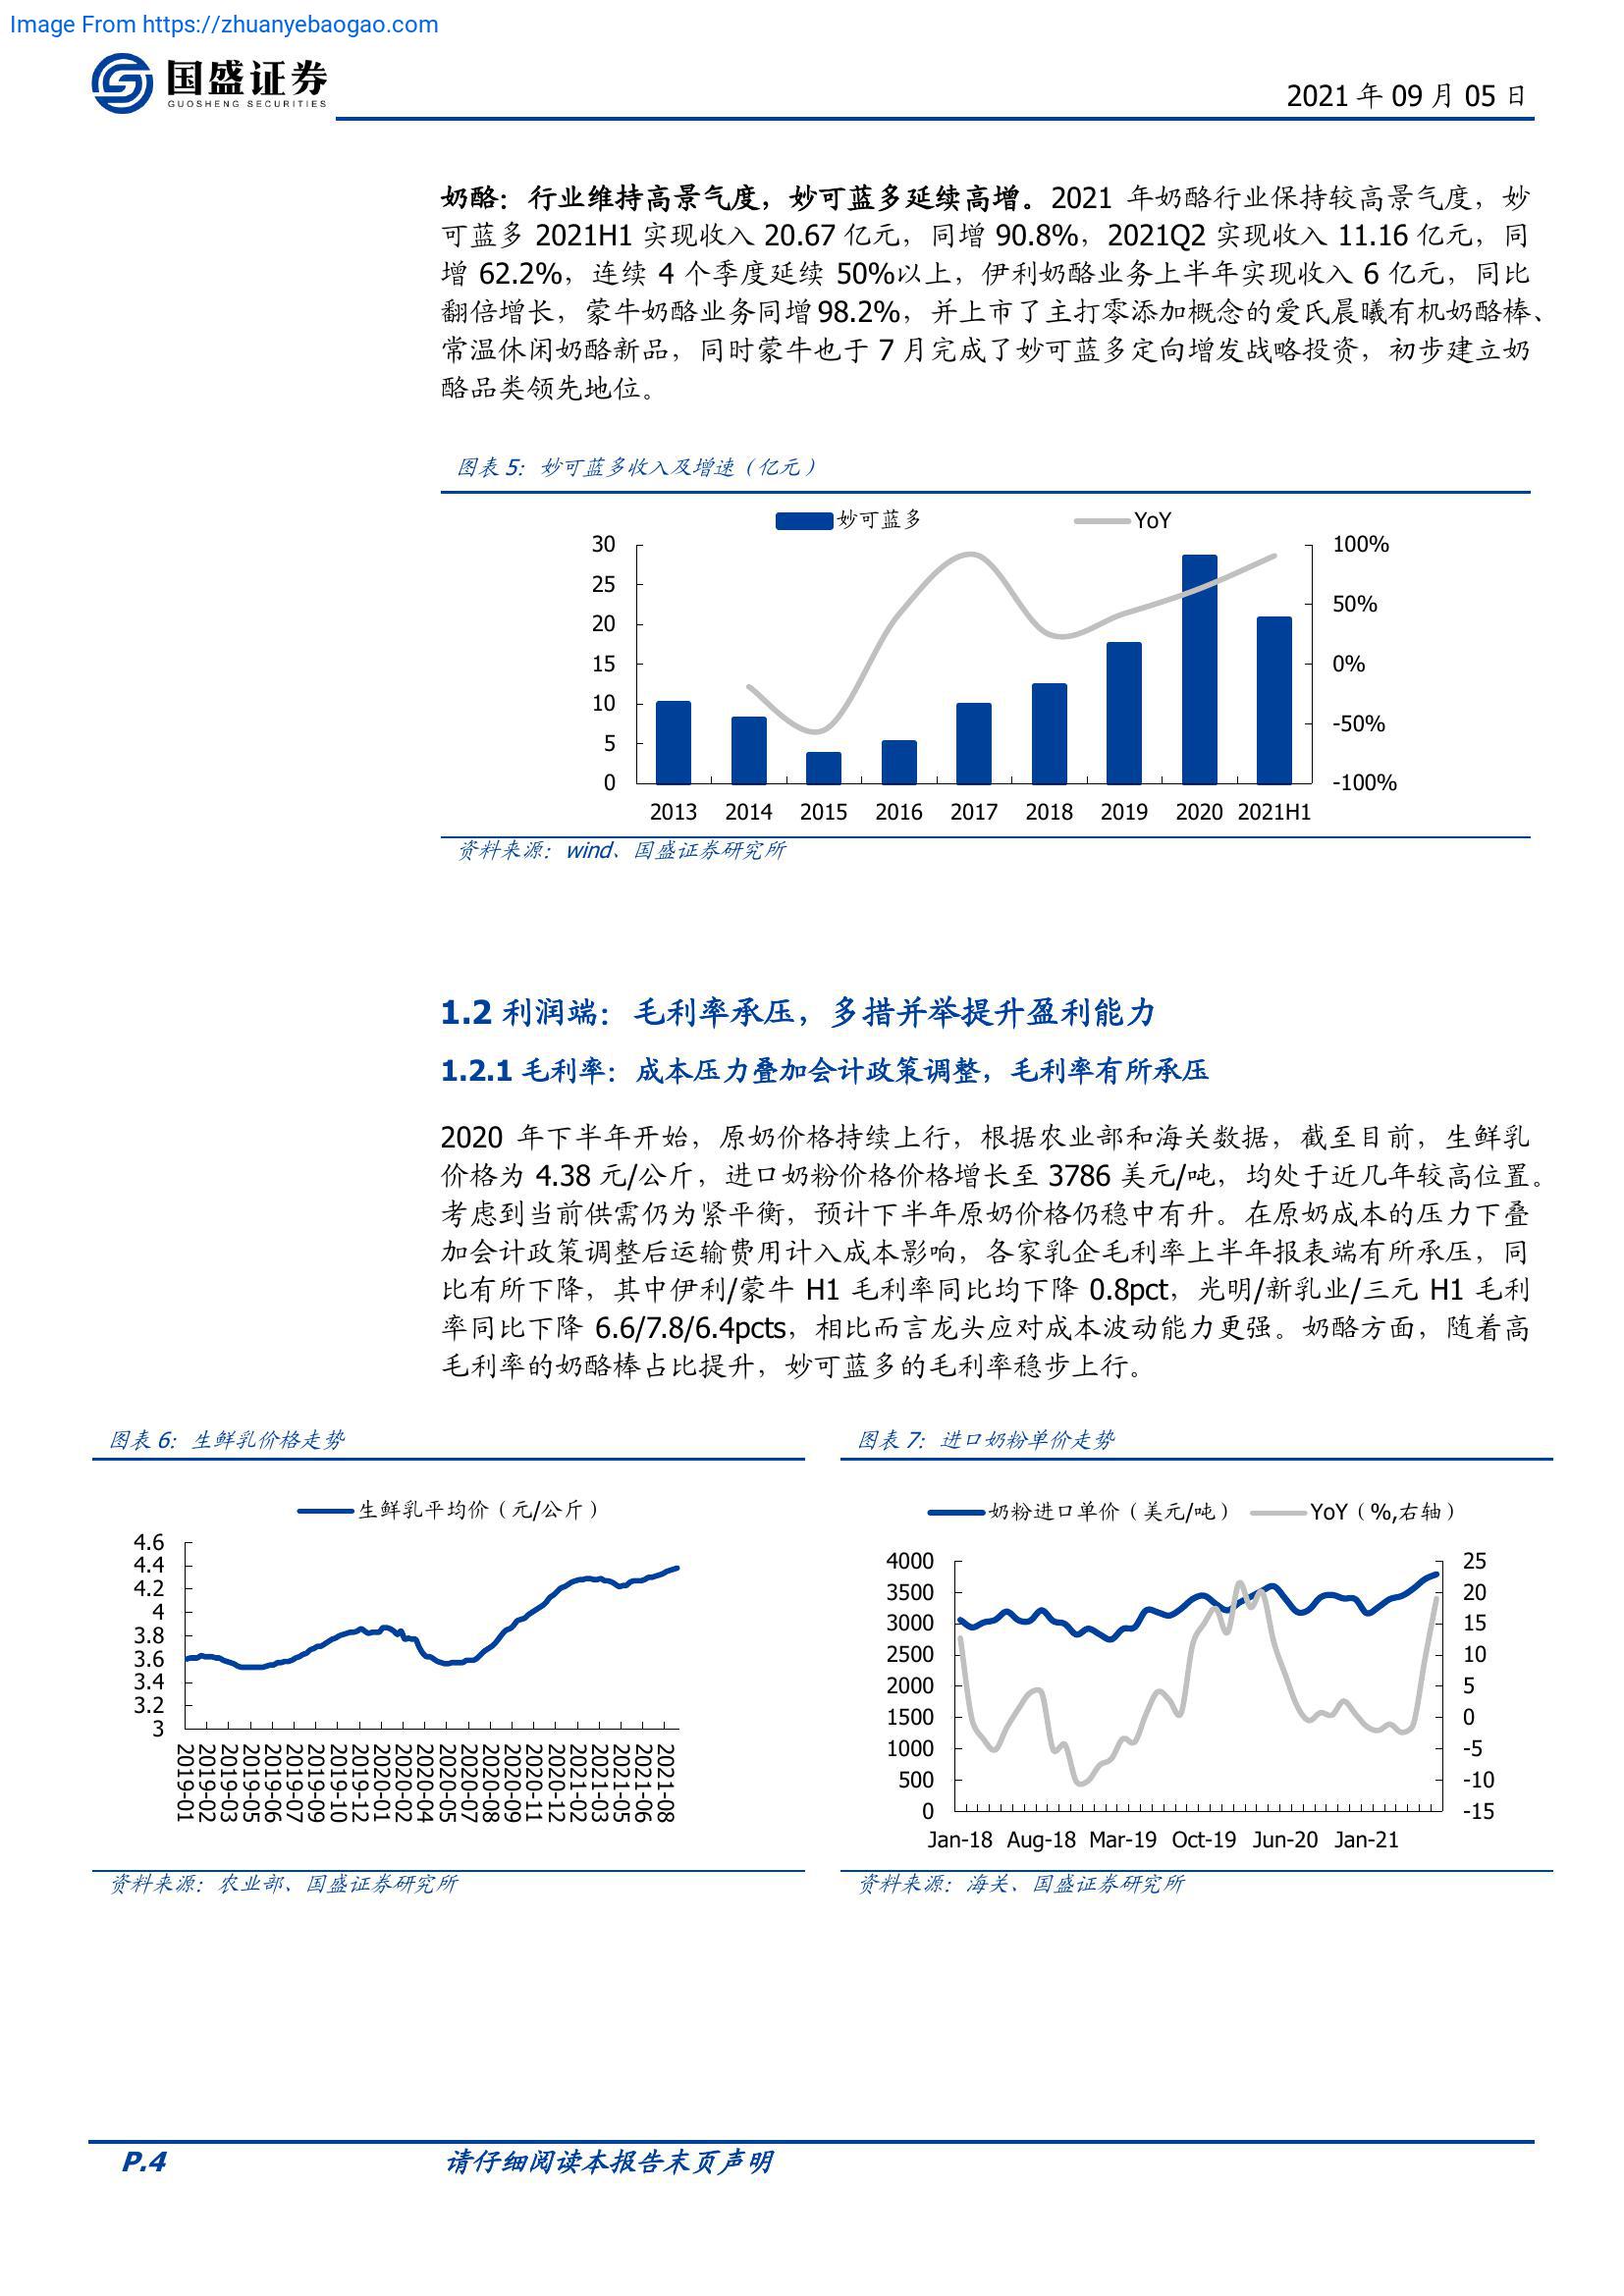 Image From https://zhuanyebaogao.com
国盛证券
GUOSHENG SECURITIES
2021 年 09 月 05 日
奶酪：行业维持高景气度，妙可蓝多延续高增。2021 年奶酪行业保持较高景气度，妙
可蓝多 2021H1 实现收入 20.67 亿元，同增 90.8%，2021Q2 实现收入 11.16 亿元，同
增 62.2%，连续 4 个季度延续 50%以上，伊利奶酪业务上半年实现收入 6 亿元，同比
翻倍增长，蒙牛奶酪业务同增 98.2%，并上市了主打零添加概念的爱氏晨曦有机奶酪棒、
常温休闲奶酪新品，同时蒙牛也于 7 月完成了妙可蓝多定向增发战略投资，初步建立奶
酪品类领先地位。
图表 5：妙可蓝多收入及增速（亿元）
妙可蓝多 YoY
30 100%
25
20 50%
15 0%
10
5 -50%
0 -100%
2013 2014 2015 2016 2017 2018 2019 2020 2021H1
资料来源：wind、国盛证券研究所
1.2 利润端：毛利率承压，多措并举提升盈利能力
1.2.1 毛利率：成本压力叠加会计政策调整，毛利率有所承压
2020 年下半年开始，原奶价格持续上行，根据农业部和海关数据，截至目前，生鲜乳
价格为 4.38 元/公斤，进口奶粉价格价格增长至 3786 美元/吨，均处于近几年较高位置。
考虑到当前供需仍为紧平衡，预计下半年原奶价格仍稳中有升。在原奶成本的压力下叠
加会计政策调整后运输费用计入成本影响，各家乳企毛利率上半年报表端有所承压，同
比有所下降，其中伊利/蒙牛 H1 毛利率同比均下降 0.8pct，光明/新乳业/三元 H1 毛利
率同比下降 6.6/7.8/6.4pcts，相比而言龙头应对成本波动能力更强。奶酪方面，随着高
毛利率的奶酪棒占比提升，妙可蓝多的毛利率稳步上行。
图表 6：生鲜乳价格走势
生鲜乳平均价（元/公斤）
4.6
4.4
4.2
4
3.8
3.6
3.4
3.2
3
2019-01 2019-02 2019-03 2019-05 2019-06 2019-07 2019-09 2019-10 2019-12 2020-01 2020-02 2020-04 2020-05 2020-07 2020-08 2020-09 2020-11 2020-12 2021-02 2021-03 2021-05 2021-06 2021-08
资料来源：农业部、国盛证券研究所
图表 7：进口奶粉单价走势
奶粉进口单价（美元/吨） YoY（%,右轴）
4000 25
3500 20
3000 15
2500 10
2000 5
1500 0
1000 -5
500 -10
0 -15
Jan-18 Aug-18 Mar-19 Oct-19 Jun-20 Jan-21
资料来源：海关、国盛证券研究所
P.4 请仔细阅读本报告末页声明